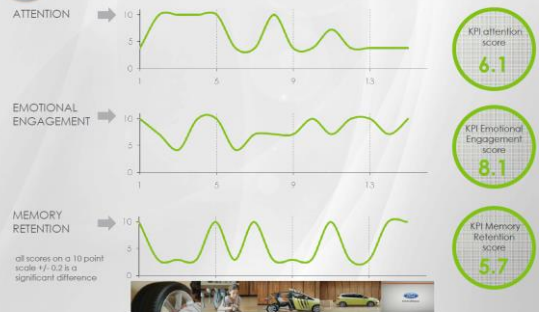 ATTENTION
10
5
0
1 5 9 13
KPI attention
score
6.1
EMOTIONAL
ENGAGEMENT
10
5
0
1 5 9 13
KPI Emotional
Engagement
score
8.1
MEMORY
RETENTION
10
5
0
all scores on a 10 point
scale +/- 0.2 is a
significant difference
KPI Memory
Retention
score
5.7
Ford